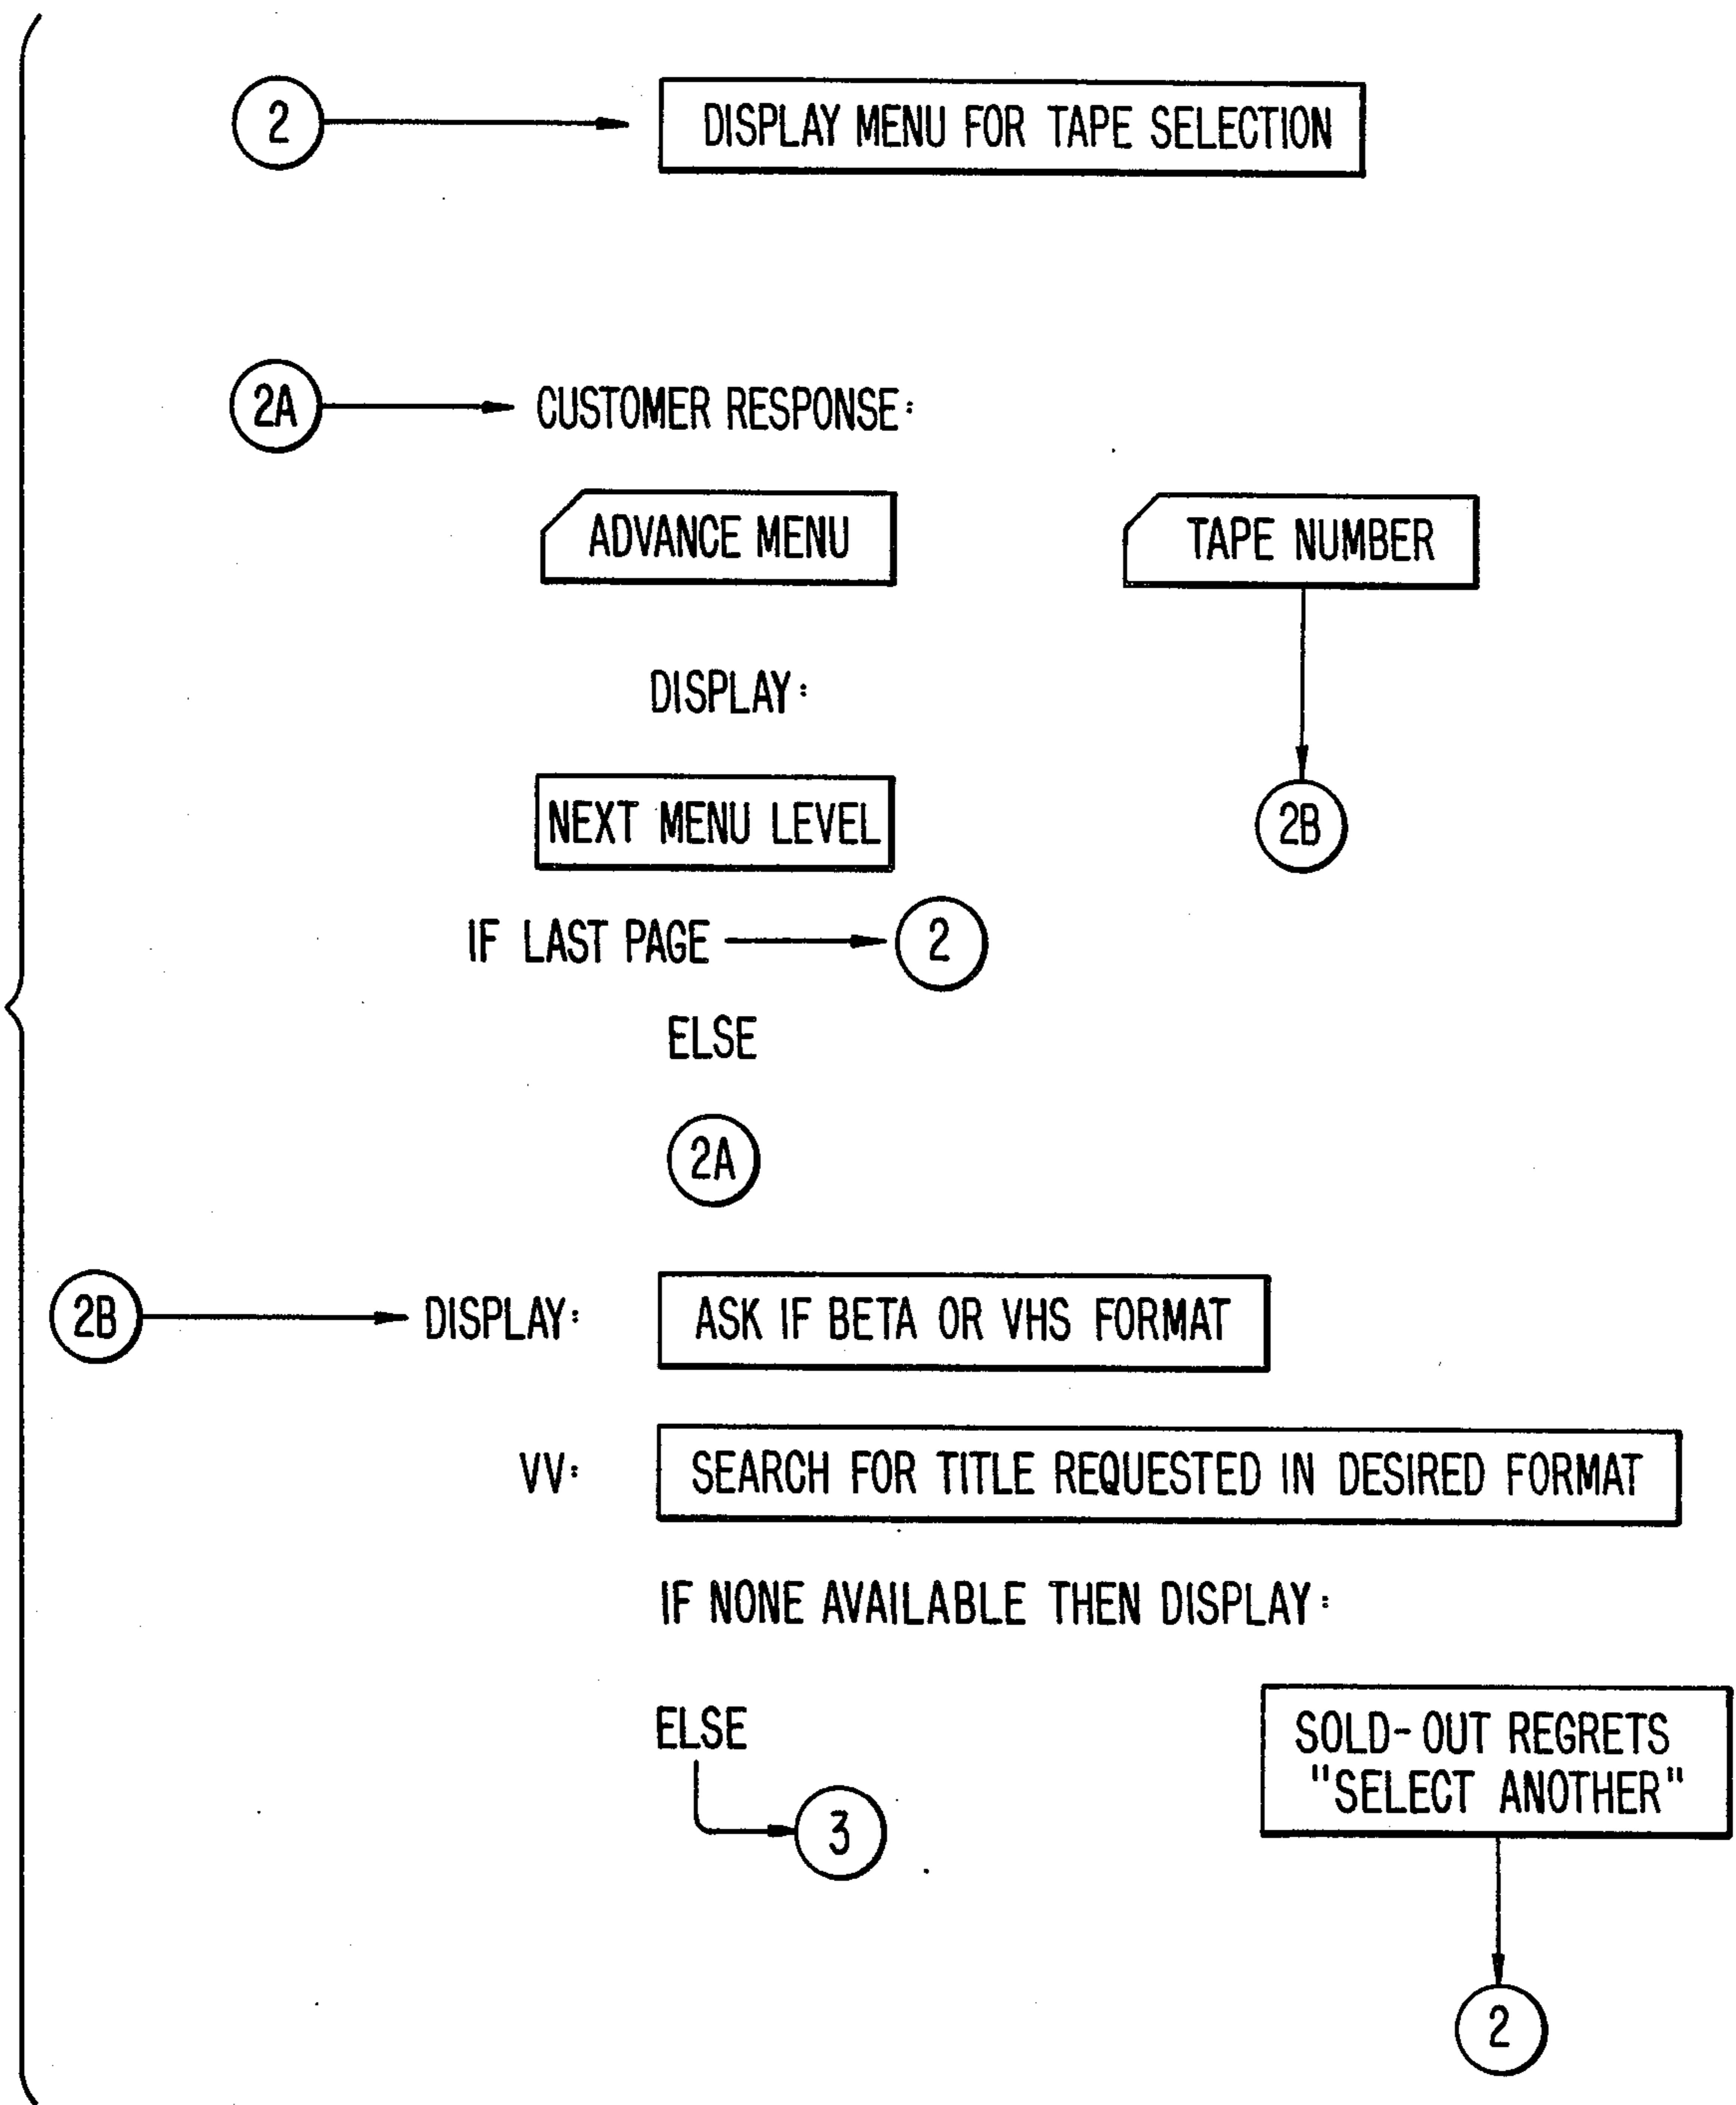 2
DISPLAY MENU FOR TAPE SELECTION
2A
CUSTOMER RESPONSE:
ADVANCE MENU
TAPE NUMBER
DISPLAY:
NEXT MENU LEVEL
2B
IF LAST PAGE
2
ELSE
2A
2B
DISPLAY:
ASK IF BETA OR VHS FORMAT
VV:
SEARCH FOR TITLE REQUESTED IN DESIRED FORMAT
IF NONE AVAILABLE THEN DISPLAY:
ELSE
SOLD-OUT REGRETS
"SELECT ANOTHER"
3
2